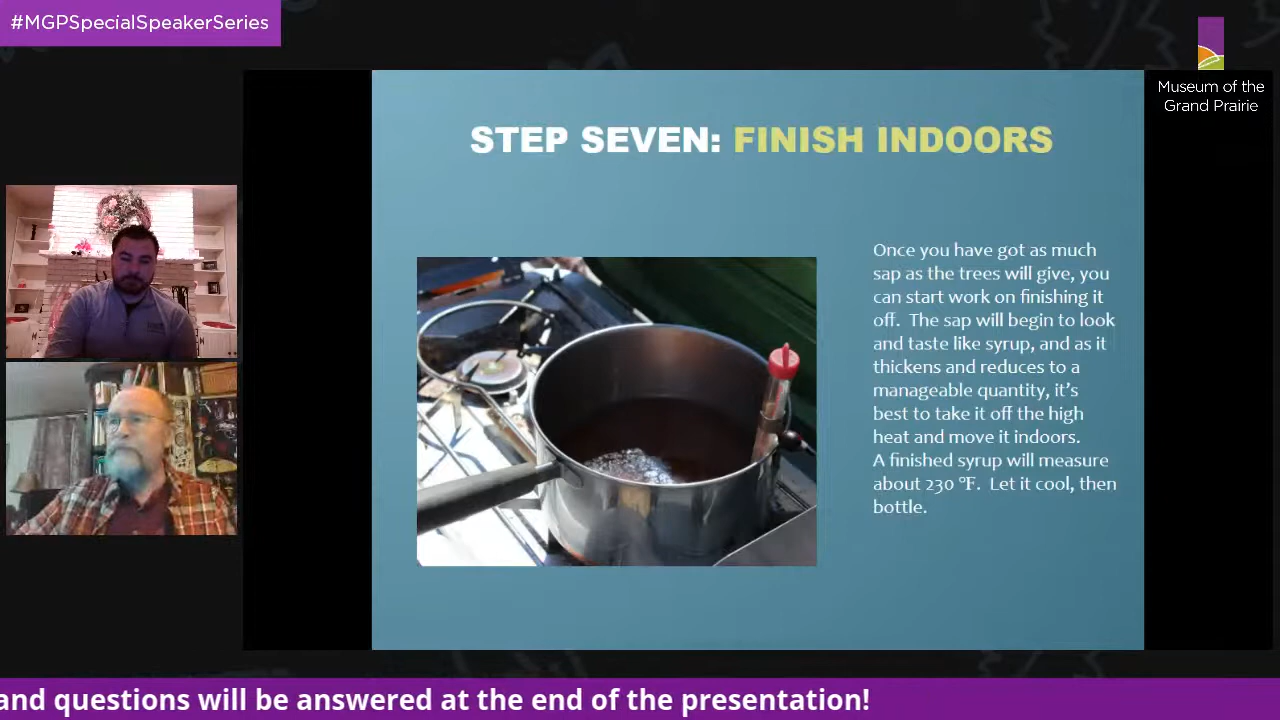 #MGPSpecialSpeakerSeries
Museum of the
Grand Prairie
STEP SEVEN: FINISH INDOORS
Once you have got as much
sap as the trees will give, you
can start work on finishing it
off.  The sap will begin to look
and taste like syrup, and as it
thickens and reduces to a
manageable quantity, it's
best to take it off the high
heat and move it indoors.
A finished syrup will measure
about 230 °F.  Let it cool, then
bottle.
and questions will be answered at the end of the presentation!